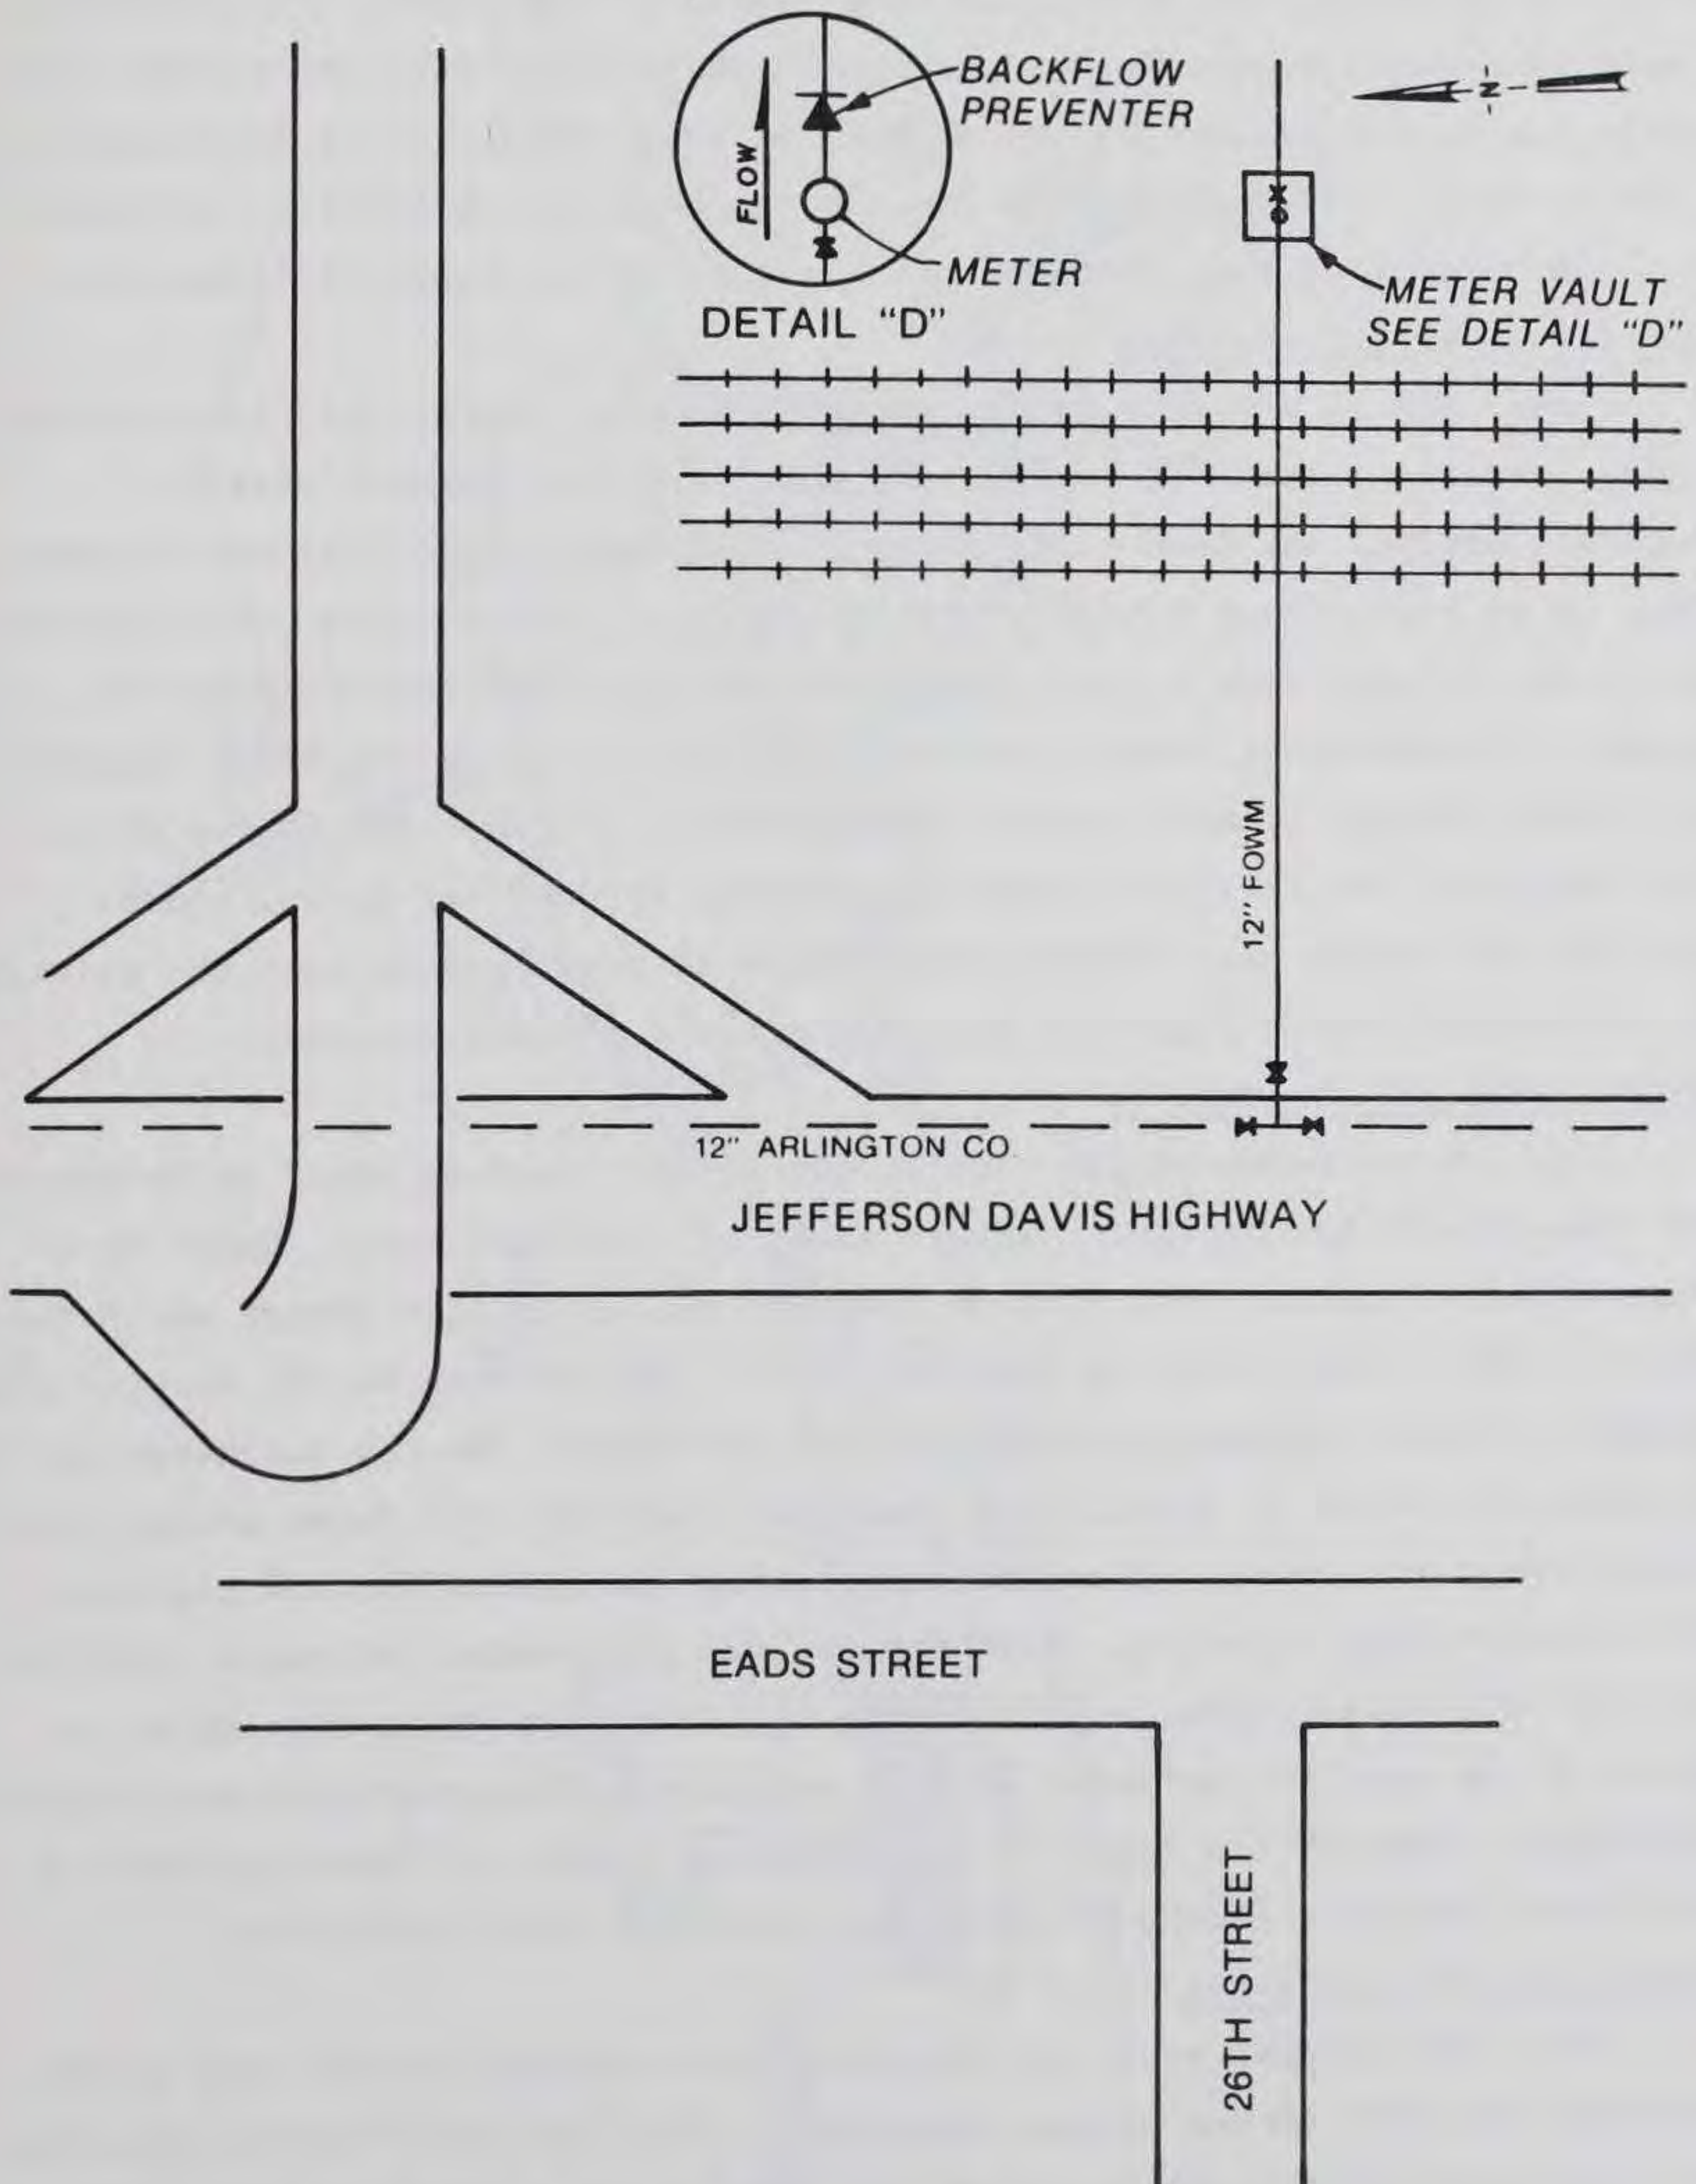 BACKFLOW
PREVENTER
N
FLOW
METER
DETAIL “D”
METER VAULT
SEE DETAIL “D”
12” FOWM
12” ARLINGTON CO.
JEFFERSON DAVIS HIGHWAY
EADS STREET
26TH STREET